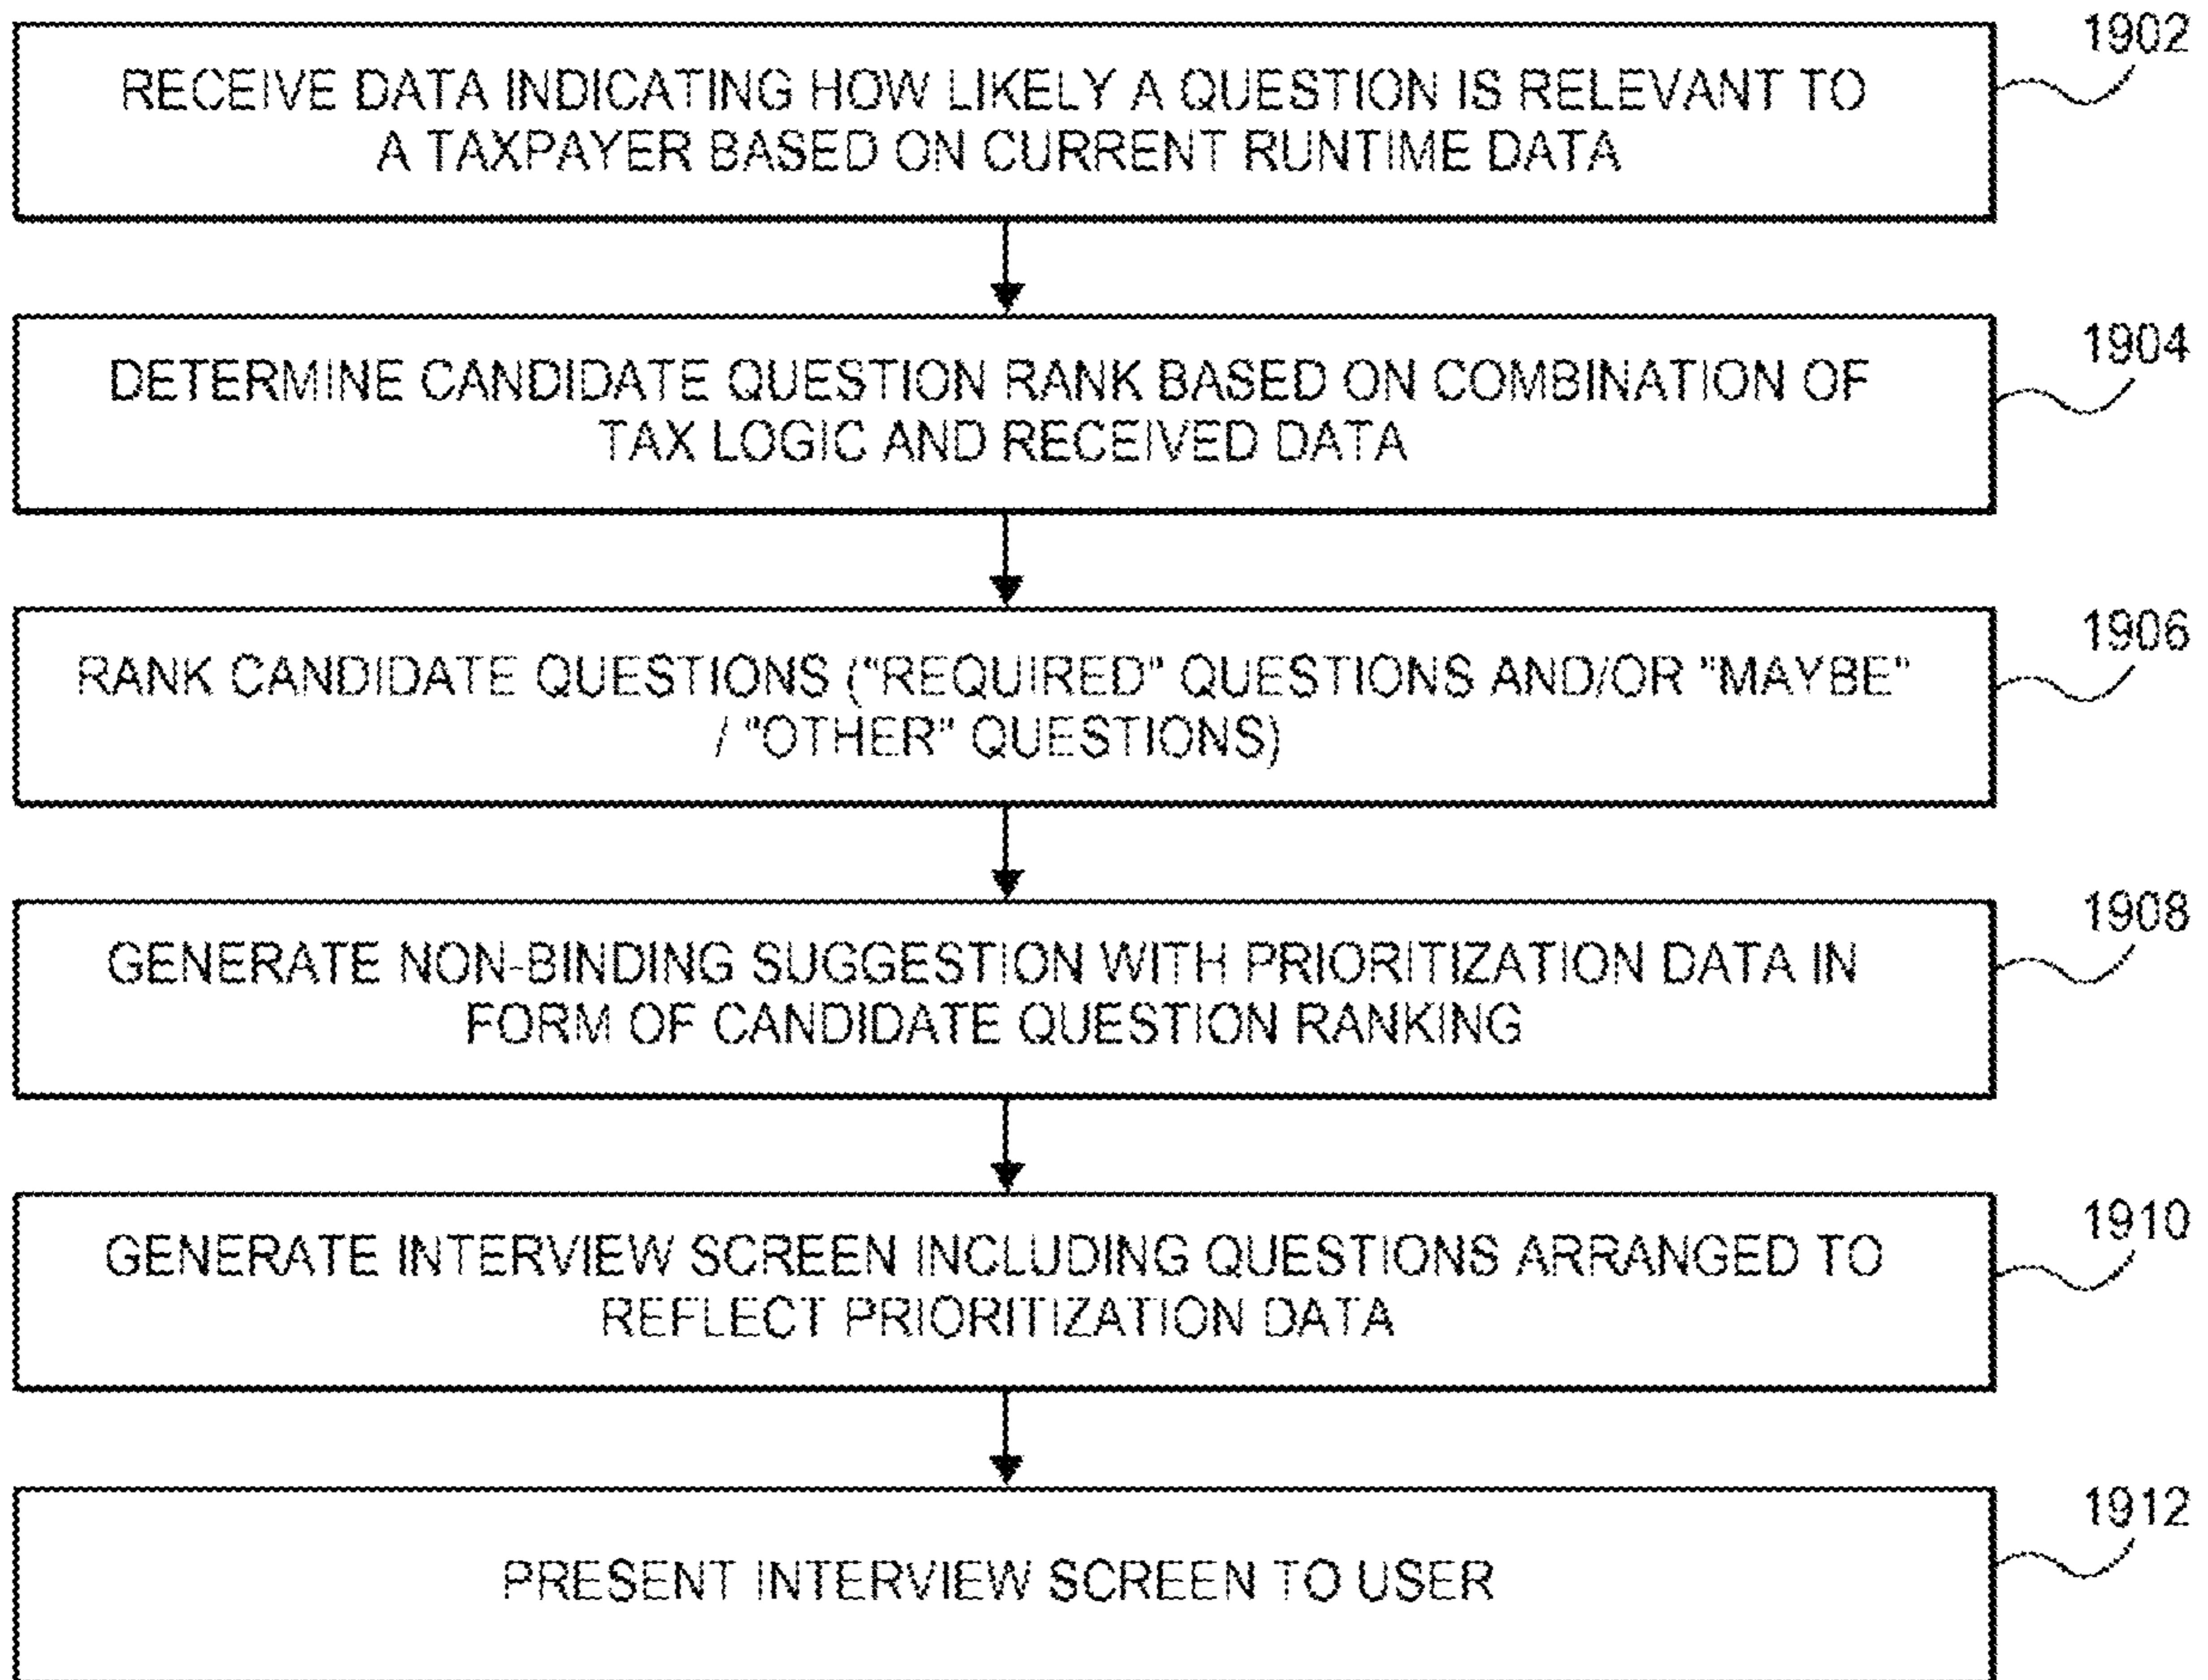 1902
RECEIVE DATA INDICATING HOW LIKELY A QUESTION IS RELEVANT TO
A TAXPAYER BASED ON CURRENT RUNTIME DATA
1904
DETERMINE CANDIDATE QUESTION RANK BASED ON COMBINATION OF
TAX LOGIC AND RECEIVED DATA
1906
RANK CANDIDATE QUESTIONS ("REQUIRED" QUESTIONS AND/OR "MAYBE"
/ "OTHER" QUESTIONS)
1908
GENERATE NON-BINDING SUGGESTION WITH PRIORITIZATION DATA IN
FORM OF CANDIDATE QUESTION RANKING
1910
GENERATE INTERVIEW SCREEN INCLUDING QUESTIONS ARRANGED TO
REFLECT PRIORITIZATION DATA
1912
PRESENT INTERVIEW SCREEN TO USER